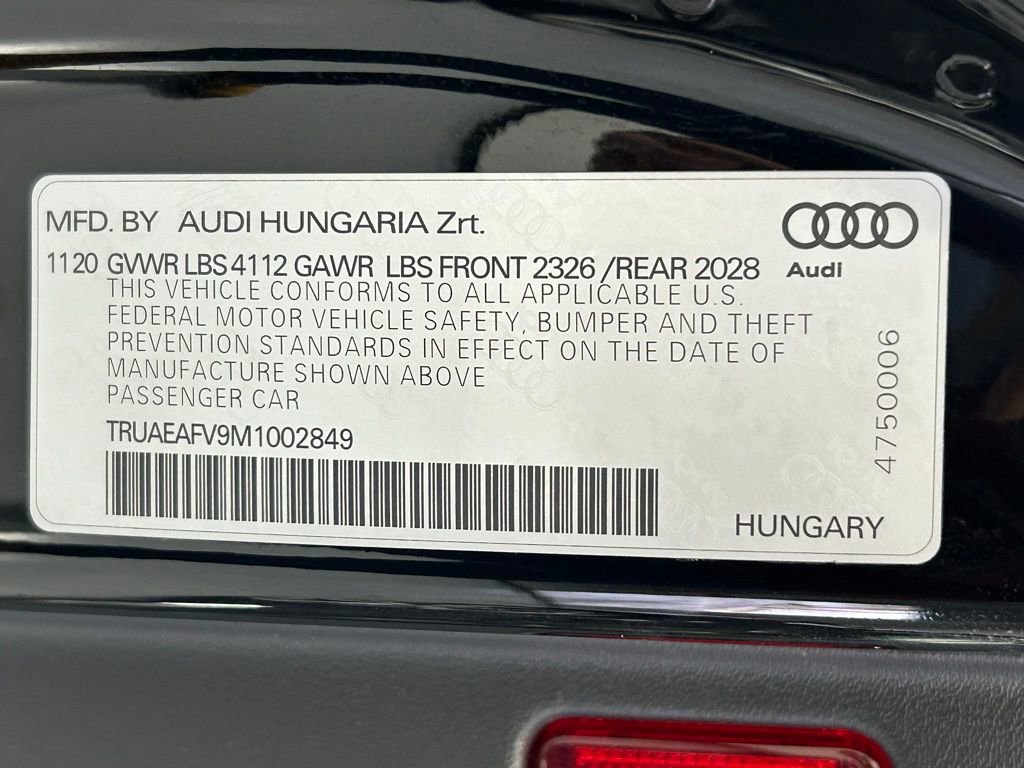 MFD. BY AUDI HUNGARIA Zrt.
1120 GVWR LBS 4112 GAWR LBS FRONT 2326 /REAR 2028
Audi
THIS VEHICLE CONFORMS TO ALL APPLICABLE U.S.
FEDERAL MOTOR VEHICLE SAFETY, BUMPER AND THEFT
PREVENTION STANDARDS IN EFFECT ON THE DATE OF
MANUFACTURE SHOWN ABOVE
PASSENGER CAR
TRUAEAFV9M1002849
4750006
HUNGARY